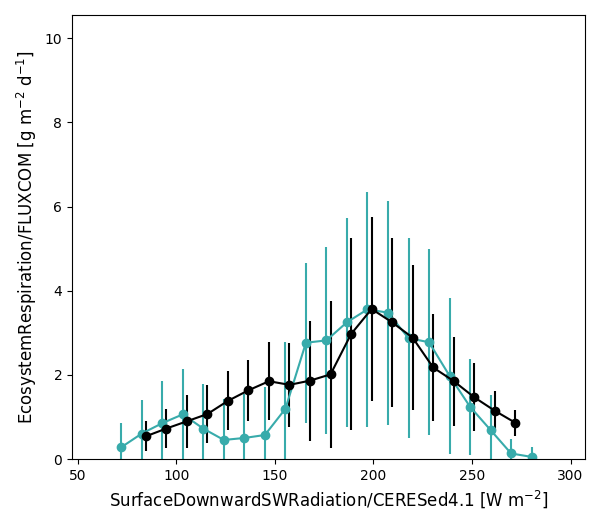 10
8
6
4
2
0
50 100 150 200 250 300
EcosystemRespiration/FLUXCOM [g m⁻² d⁻¹]
SurfaceDownwardSWRadiation/CERESed4.1 [W m⁻²]